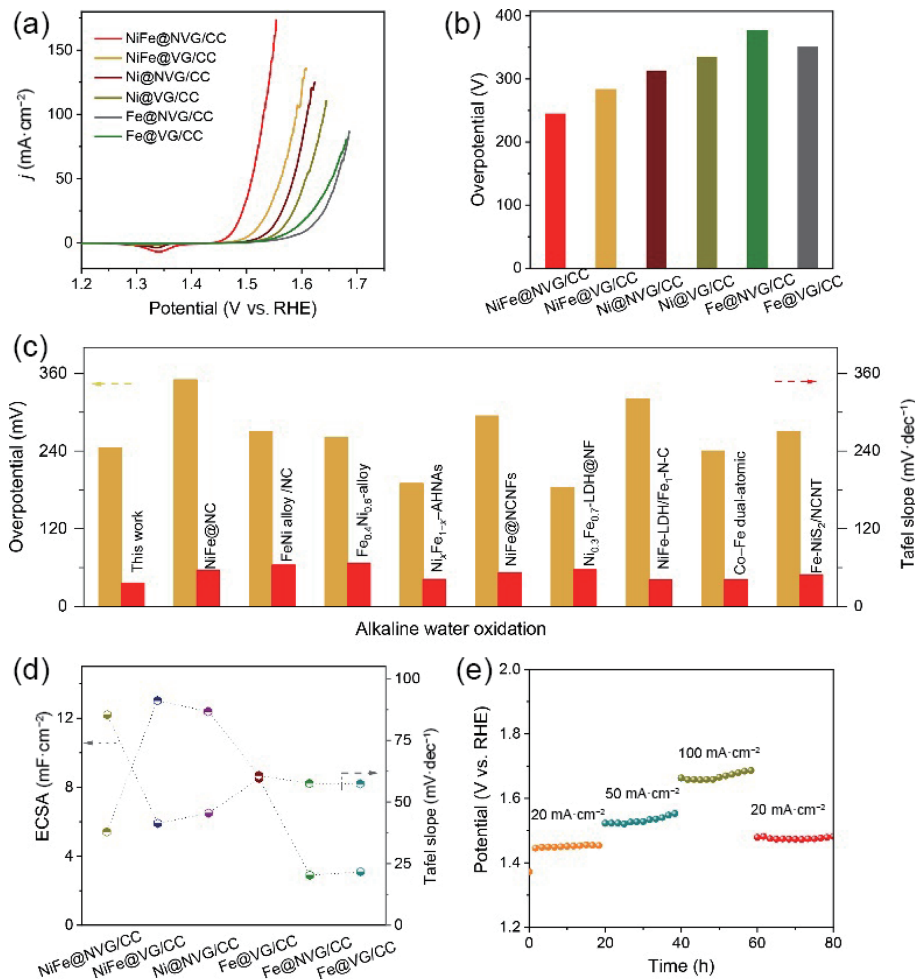 (a)
NiFe@NVG/CC
NiFe@VG/CC
Ni@NVG/CC
Ni@VG/CC
Fe@NVG/CC
Fe@VG/CC
j (mA·cm⁻²)
150
100
50
0
1.2 1.3 1.4 1.5 1.6 1.7
Potential (V vs. RHE)
(b)
Overpotential (V)
400
300
200
100
0
NiFe@NVG/CC
NiFe@VG/CC
Ni@NVG/CC
Ni@VG/CC
Fe@NVG/CC
Fe@VG/CC
(c)
Overpotential (mV)
360
240
120
0
This work
NiFe@NC
FeNi alloy /NC
Fe₀.₄Ni₀.₆-alloy
NiₓFe₁₋ₓ–AHNAs
NiFe@NCNFs
Ni₀.₃Fe₀.₇-LDH@NF
NiFe-LDH/Fe₁-N-C
Co–Fe dual-atomic
Fe-NiS₂/NCNT
360
240
120
0
Tafel slope (mV·dec⁻¹)
Alkaline water oxidation
(d)
ECSA (mF·cm⁻²)
12
8
4
0
100
75
50
25
0
Tafel slope (mV·dec⁻¹)
NiFe@NVG/CC
NiFe@VG/CC
Ni@NVG/CC
Fe@VG/CC
Fe@NVG/CC
Fe@VG/CC
(e)
Potential (V vs. RHE)
2.0
1.8
1.6
1.4
1.2
20 mA·cm⁻²
50 mA·cm⁻²
100 mA·cm⁻²
20 mA·cm⁻²
0 20 40 60 80
Time (h)